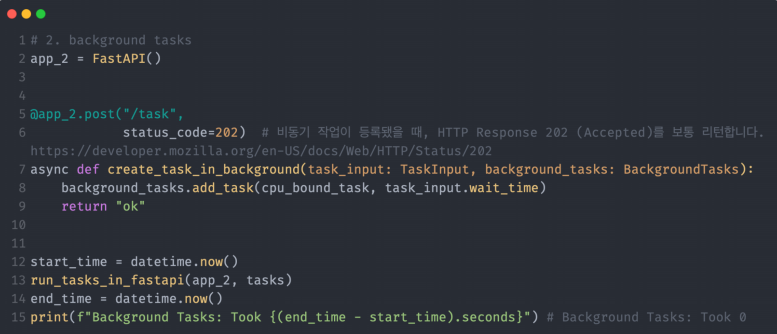 1 # 2. background tasks
2 app_2 = FastAPI()
3
4
5 @app_2.post("/task",
6             status_code=202)  # 비동기 작업이 등록됐을 때, HTTP Response 202 (Accepted)를 보통 리턴합니다.
https://developer.mozilla.org/en-US/docs/Web/HTTP/Status/202
7 async def create_task_in_background(task_input: TaskInput, background_tasks: BackgroundTasks):
8     background_tasks.add_task(cpu_bound_task, task_input.wait_time)
9     return "ok"
10
11
12 start_time = datetime.now()
13 run_tasks_in_fastapi(app_2, tasks)
14 end_time = datetime.now()
15 print(f"Background Tasks: Took {(end_time - start_time).seconds}") # Background Tasks: Took 0